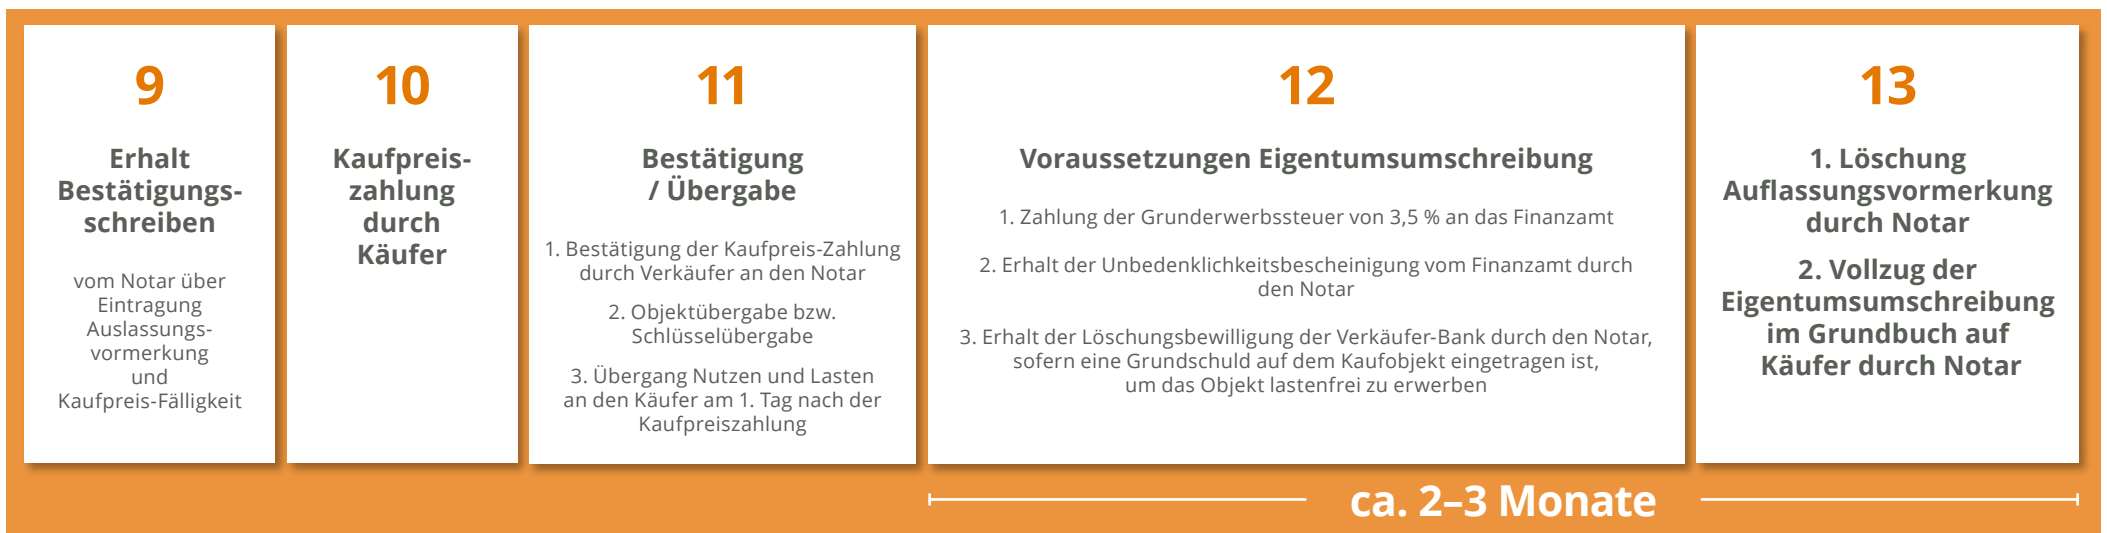 9
Erhalt
Bestätigungs-
schreiben
vom Notar über
Eintragung
Auslassungs-
vormerkung
und
Kaufpreis-Fälligkeit
10
Kaufpreis-
zahlung
durch
Käufer
11
Bestätigung
/ Übergabe
1. Bestätigung der Kaufpreis-Zahlung
durch Verkäufer an den Notar
2. Objektübergabe bzw.
Schlüsselübergabe
3. Übergang Nutzen und Lasten
an den Käufer am 1. Tag nach der
Kaufpreiszahlung
12
Voraussetzungen Eigentumsumschreibung
1. Zahlung der Grunderwerbssteuer von 3,5 % an das Finanzamt
2. Erhalt der Unbedenklichkeitsbescheinigung vom Finanzamt durch
den Notar
3. Erhalt der Löschungsbewilligung der Verkäufer-Bank durch den Notar,
sofern eine Grundschuld auf dem Kaufobjekt eingetragen ist,
um das Objekt lastenfrei zu erwerben
13
1. Löschung
Auflassungsvormerkung
durch Notar
2. Vollzug der
Eigentumsumschreibung
im Grundbuch auf
Käufer durch Notar
ca. 2–3 Monate